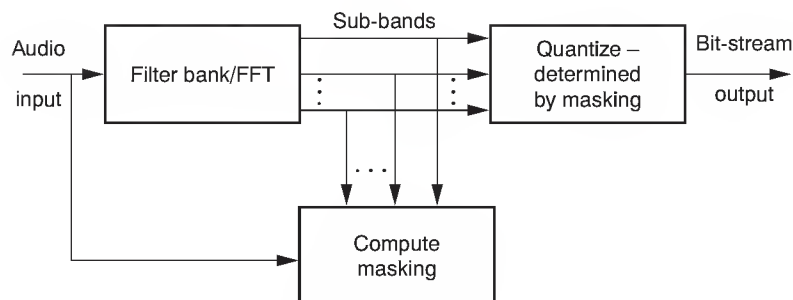 Sub-bands
Audio
input
Filter bank/FFT
Quantize –
determined
by masking
Bit-stream
output
Compute
masking